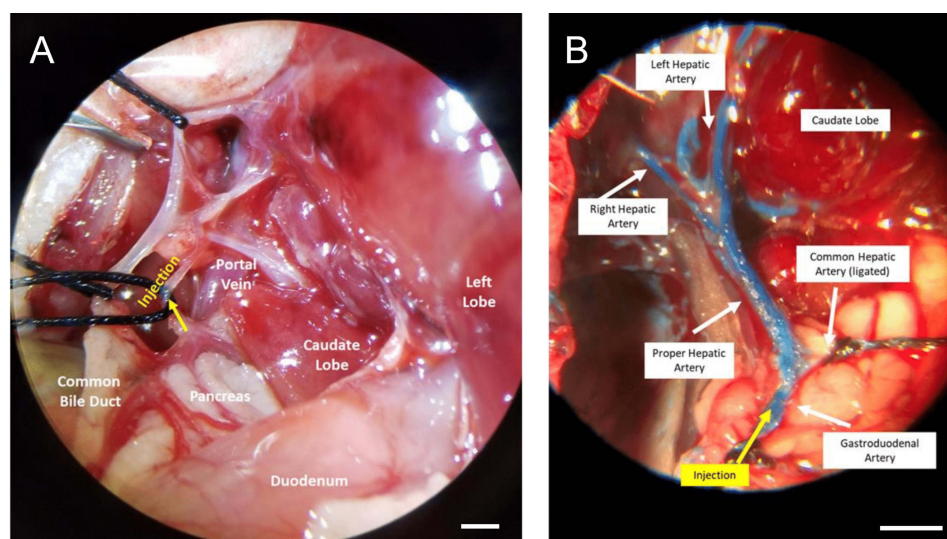 A
Injection
Portal
Vein
Left
Lobe
Caudate
Lobe
Common
Bile Duct
Pancreas
Duodenum
B
Left Hepatic
Artery
Caudate Lobe
Right Hepatic
Artery
Common Hepatic
Artery (ligated)
Proper Hepatic
Artery
Gastroduodenal
Artery
Injection